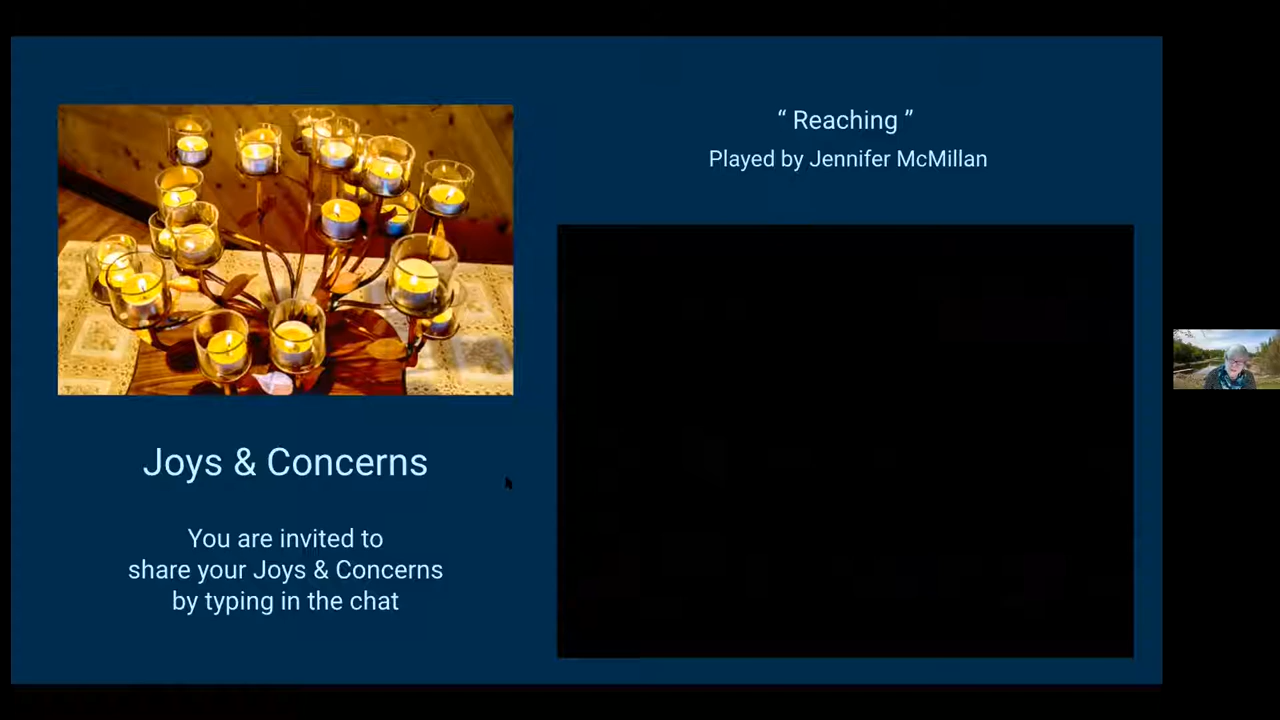 “ Reaching ”
Played by Jennifer McMillan
Joys & Concerns
You are invited to
share your Joys & Concerns
by typing in the chat